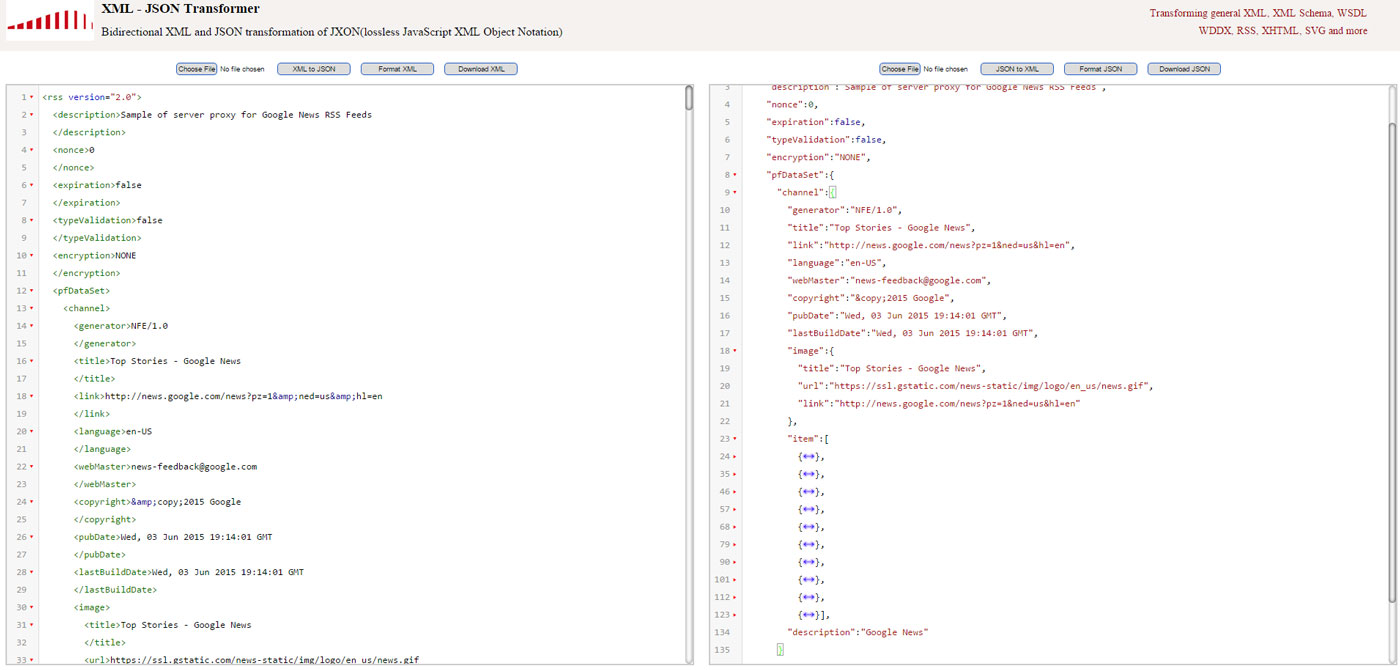 XML - JSON Transformer
Bidirectional XML and JSON transformation of JXON(lossless JavaScript XML Object Notation)
Transforming general XML, XML Schema, WSDL
WDDX, RSS, XHTML, SVG and more
Choose File No file chosen XML to JSON Format XML Download XML
Choose File No file chosen JSON to XML Format JSON Download JSON
1 <rss version="2.0">
2 <description>Sample of server proxy for Google News RSS Feeds
3 </description>
4 <nonce>0
5 </nonce>
6 <expiration>false
7 </expiration>
8 <typeValidation>false
9 </typeValidation>
10 <encryption>NONE
11 </encryption>
12 <pfDataSet>
13 <channel>
14 <generator>NFE/1.0
15 </generator>
16 <title>Top Stories - Google News
17 </title>
18 <link>http://news.google.com/news?pz=1&amp;ned=us&amp;hl=en
19 </link>
20 <language>en-US
21 </language>
22 <webMaster>news-feedback@google.com
23 </webMaster>
24 <copyright>&amp;copy;2015 Google
25 </copyright>
26 <pubDate>Wed, 03 Jun 2015 19:14:01 GMT
27 </pubDate>
28 <lastBuildDate>Wed, 03 Jun 2015 19:14:01 GMT
29 </lastBuildDate>
30 <image>
31 <title>Top Stories - Google News
32 </title>
33 <url>https://ssl.gstatic.com/news-static/img/logo/en_us/news.gif
3 "description":"Sample of server proxy for Google News RSS Feeds",
4 "nonce":0,
5 "expiration":false,
6 "typeValidation":false,
7 "encryption":"NONE",
8 "pfDataSet":{
9 "channel":{
10 "generator":"NFE/1.0",
11 "title":"Top Stories - Google News",
12 "link":"http://news.google.com/news?pz=1&ned=us&hl=en",
13 "language":"en-US",
14 "webMaster":"news-feedback@google.com",
15 "copyright":"&copy;2015 Google",
16 "pubDate":"Wed, 03 Jun 2015 19:14:01 GMT",
17 "lastBuildDate":"Wed, 03 Jun 2015 19:14:01 GMT",
18 "image":{
19 "title":"Top Stories - Google News",
20 "url":"https://ssl.gstatic.com/news-static/img/logo/en_us/news.gif",
21 "link":"http://news.google.com/news?pz=1&ned=us&hl=en"
22 },
23 "item":[
24 {↔},
35 {↔},
46 {↔},
57 {↔},
68 {↔},
79 {↔},
90 {↔},
101 {↔},
112 {↔},
123 {↔}],
134 "description":"Google News"
135 }